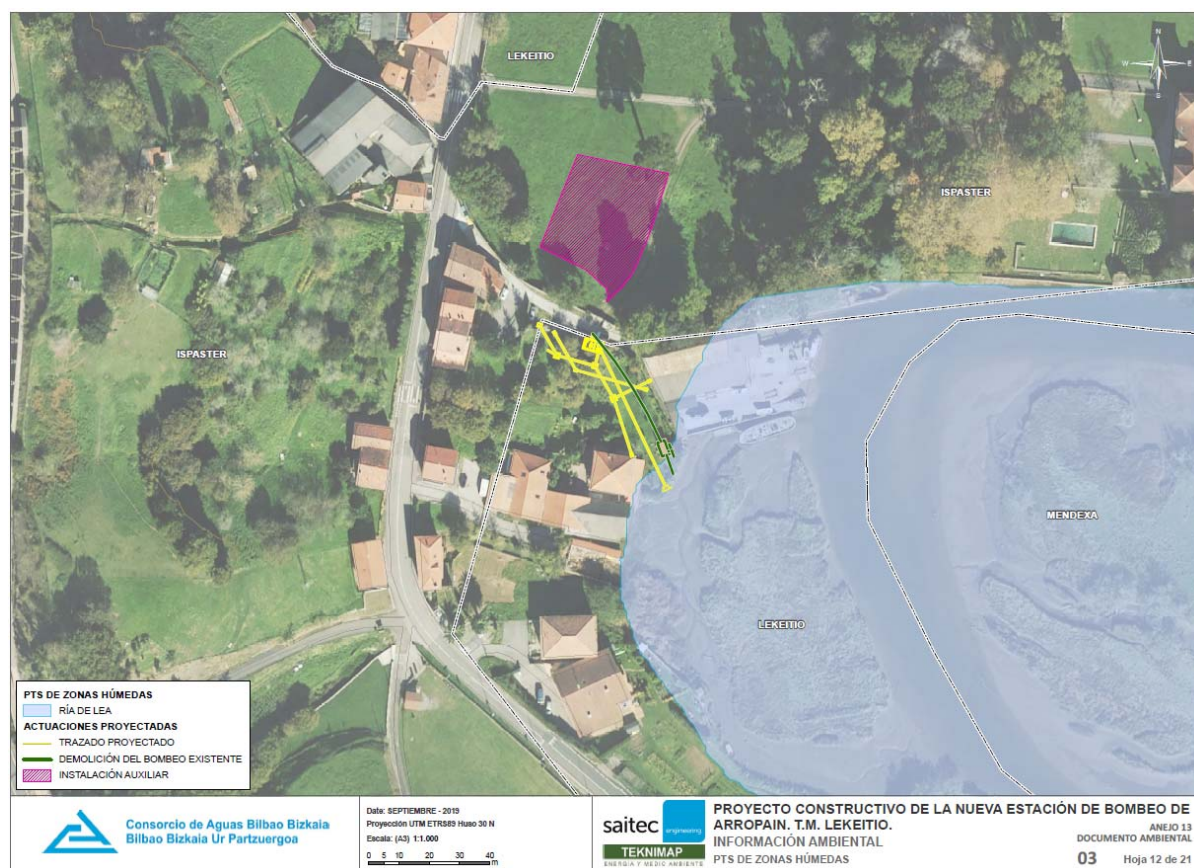 LEKEITIO
N
W
E
S
ISPASTER
ISPASTER
MENDEXA
LEKEITIO
PTS DE ZONAS HÚMEDAS
RÍA DE LEA
ACTUACIONES PROYECTADAS
TRAZADO PROYECTADO
DEMOLICIÓN DEL BOMBEO EXISTENTE
INSTALACIÓN AUXILIAR
Consorcio de Aguas Bilbao Bizkaia
Bilbao Bizkaia Ur Partzuergoa
Date: SEPTIEMBRE - 2019
Proyección UTM ETRS89 Huso 30 N
Escala: (A3) 1:1.000
0 5 10 20 30 40
m
saitec engineering
TEKNIMAP
ENERGÍA Y MEDIO AMBIENTE
PROYECTO CONSTRUCTIVO DE LA NUEVA ESTACIÓN DE BOMBEO DE
ARROPAIN. T.M. LEKEITIO.
INFORMACIÓN AMBIENTAL
PTS DE ZONAS HÚMEDAS
ANEJO 13
DOCUMENTO AMBIENTAL
03 Hoja 12 de 21